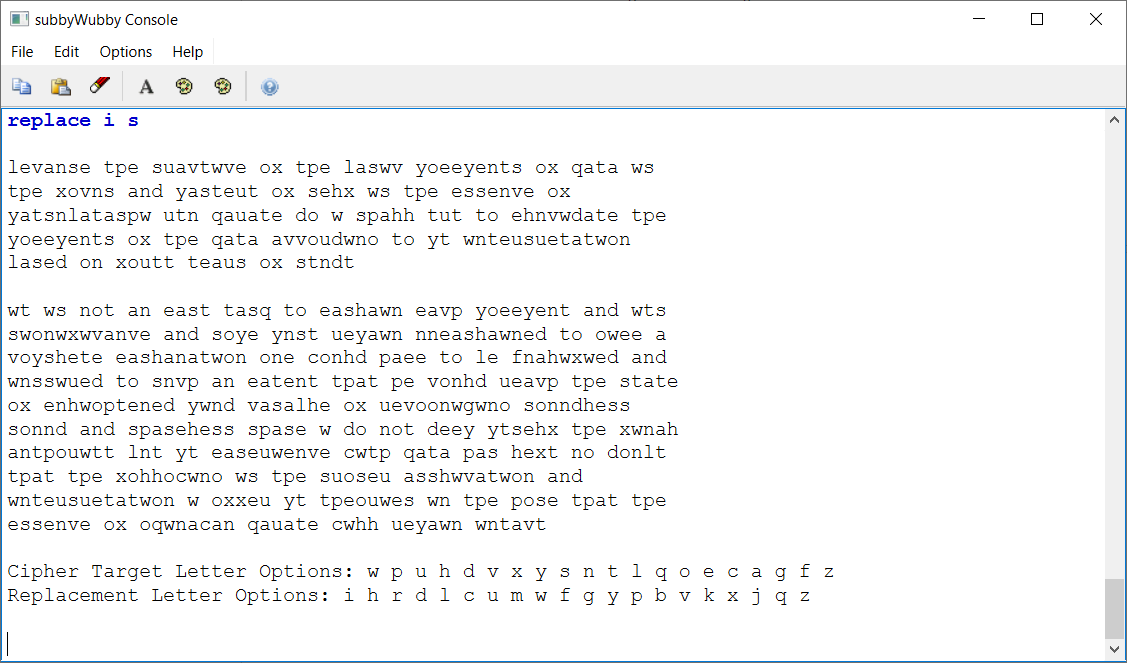 subbyWubby Console
File Edit Options Help
replace i s
levanse tpe suavtwve ox tpe laswv yoeeyents ox qata ws
tpe xovns and yasteut ox sehx ws tpe essenve ox
yatsnlataspw utn qauate do w spahh tut to ehnvwdate tpe
yoeeyents ox tpe qata avvoudwno to yt wnteusuetatwon
lased on xoutt teaus ox stndt
wt ws not an east tasq to eashawn eavp yoeeyent and wts
swonwxwvanve and soye ynst ueyawn nneashawned to owee a
voyshete eashanatwon one conhd paee to le fnahwxwed and
wnsswued to snvp an eatent tpat pe vonhd ueavp tpe state
ox enhwoptened ywnd vasalhe ox uevoonwgwno sonndhess
sonnd and spasehess spase w do not deey ytsehx tpe xwnah
antpouwtt lnt yt easeuwenve cwtp qata pas hext no donlt
tpat tpe xohhocwno ws tpe suoseu asshwvatwon and
wnteusuetatwon w oxxeu yt tpeouwes wn tpe pose tpat tpe
essenve ox oqwnacan qauate cwhh ueyawn wntavt
Cipher Target Letter Options: w p u h d v x y s n t l q o e c a g f z
Replacement Letter Options: i h r d l c u m w f g y p b v k x j q z